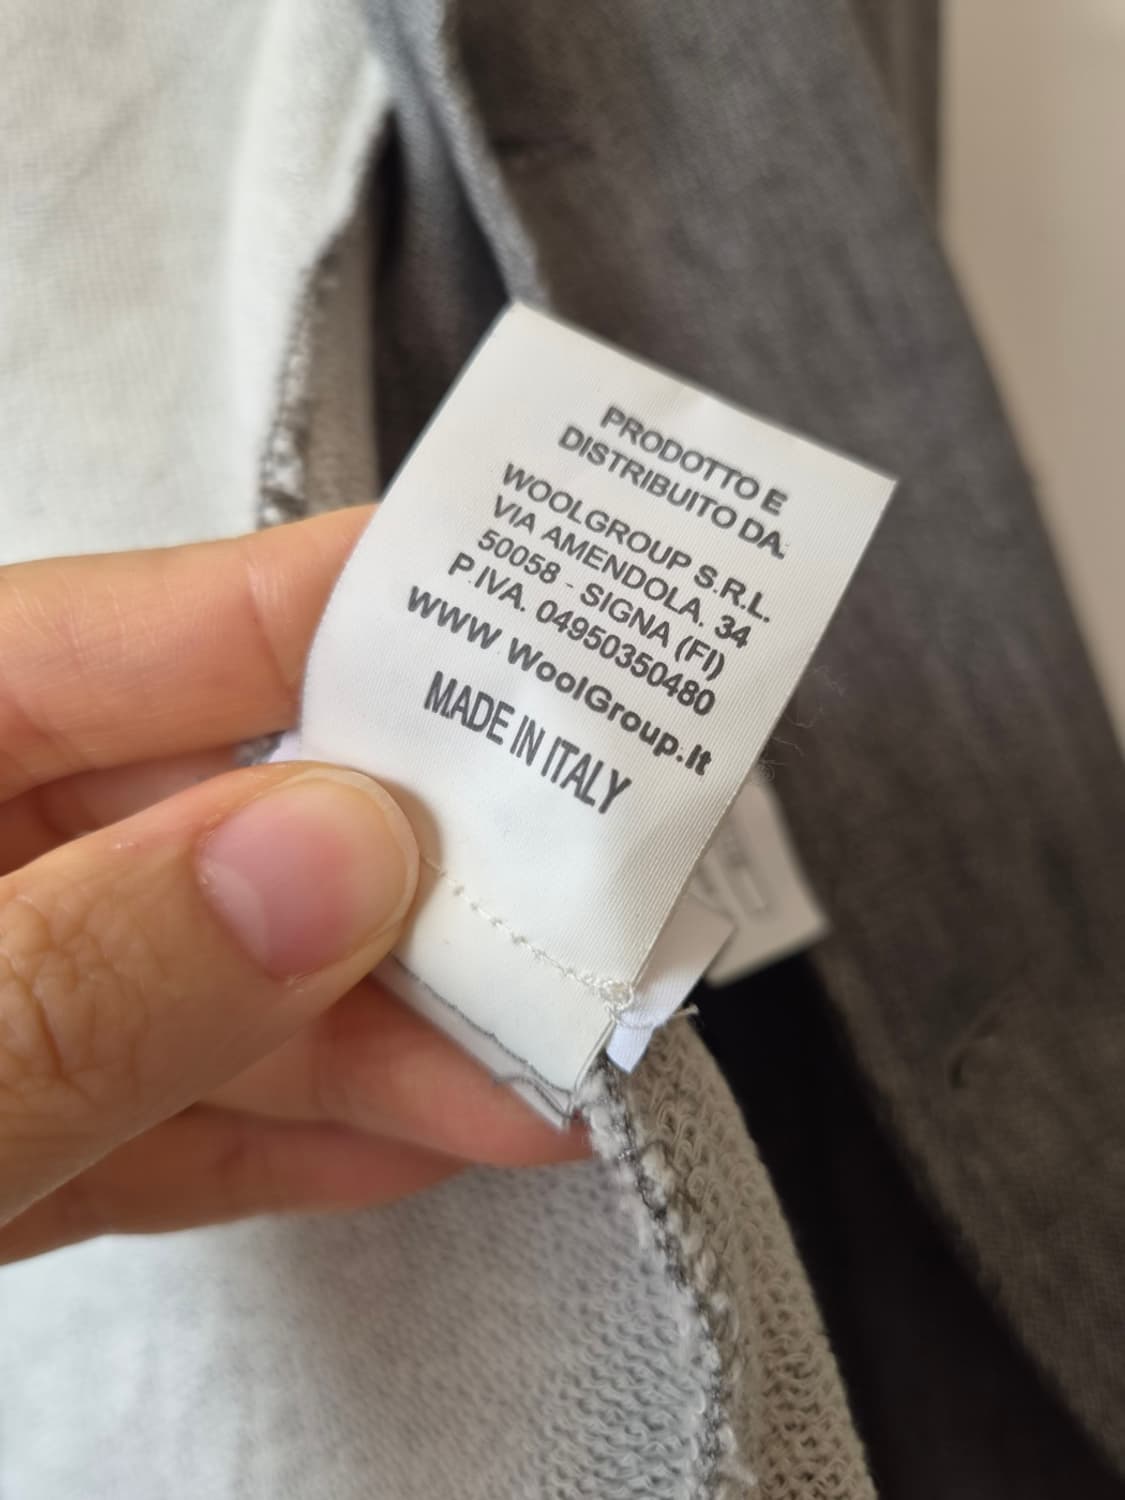 PRODOTTO E
DISTRIBUITO DA:
WOOLGROUP S.R.L.
VIA AMENDOLA. 34
50058 - SIGNA (FI)
P.IVA. 04950350480
WWW.WoolGroup.It
MADE IN ITALY